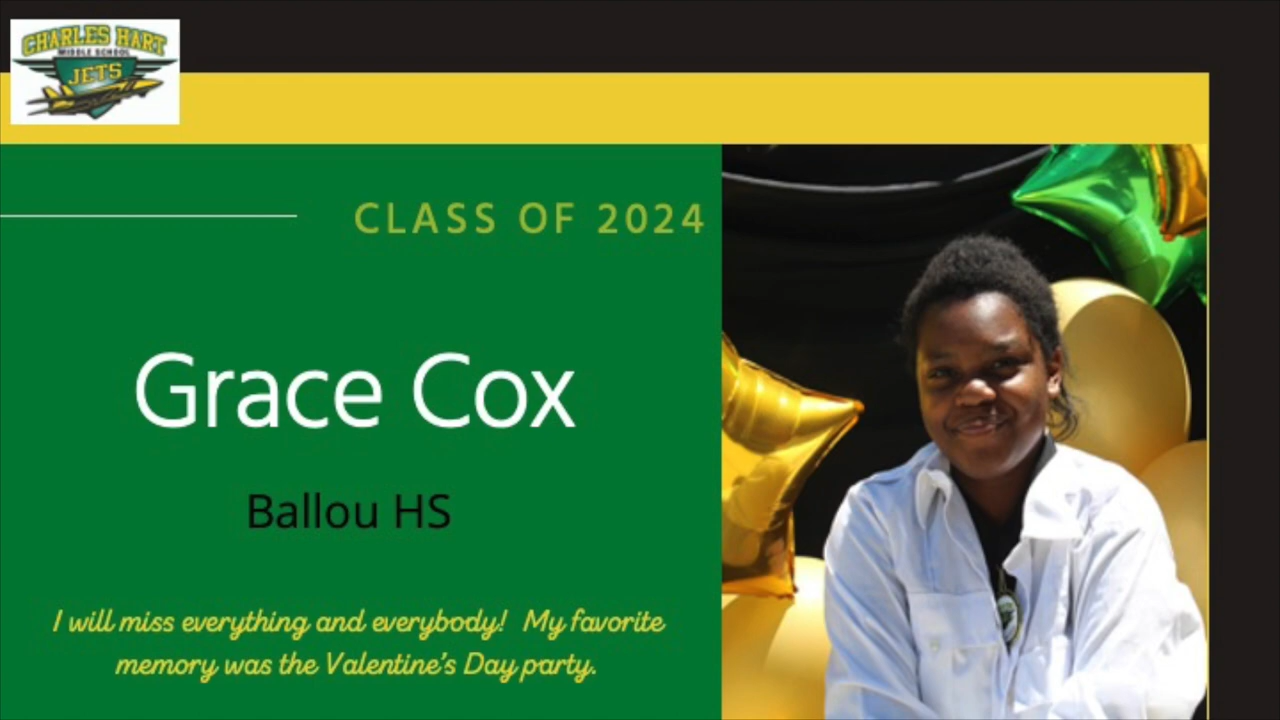 CHARLES HART
MIDDLE SCHOOL
JETS
CLASS OF 2024
Grace Cox
Ballou HS
I will miss everything and everybody! My favorite
memory was the Valentine's Day party.